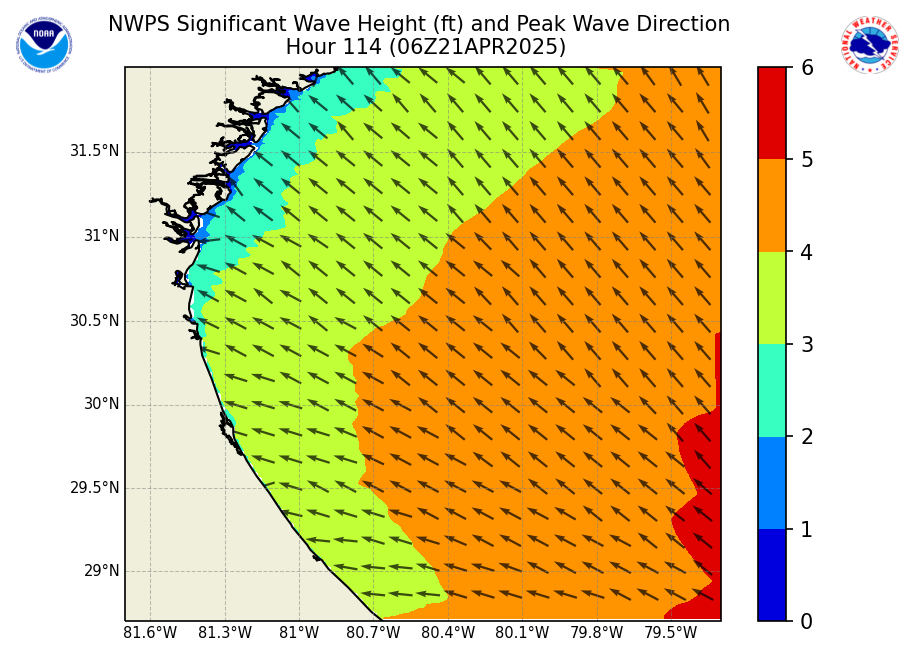 NWPS Significant Wave Height (ft) and Peak Wave Direction
Hour 114 (06Z21APR2025)
NOAA
NATIONAL WEATHER SERVICE
31.5°N
31°N
30.5°N
30°N
29.5°N
29°N
81.6°W 81.3°W 81°W 80.7°W 80.4°W 80.1°W 79.8°W 79.5°W
6
5
4
3
2
1
0